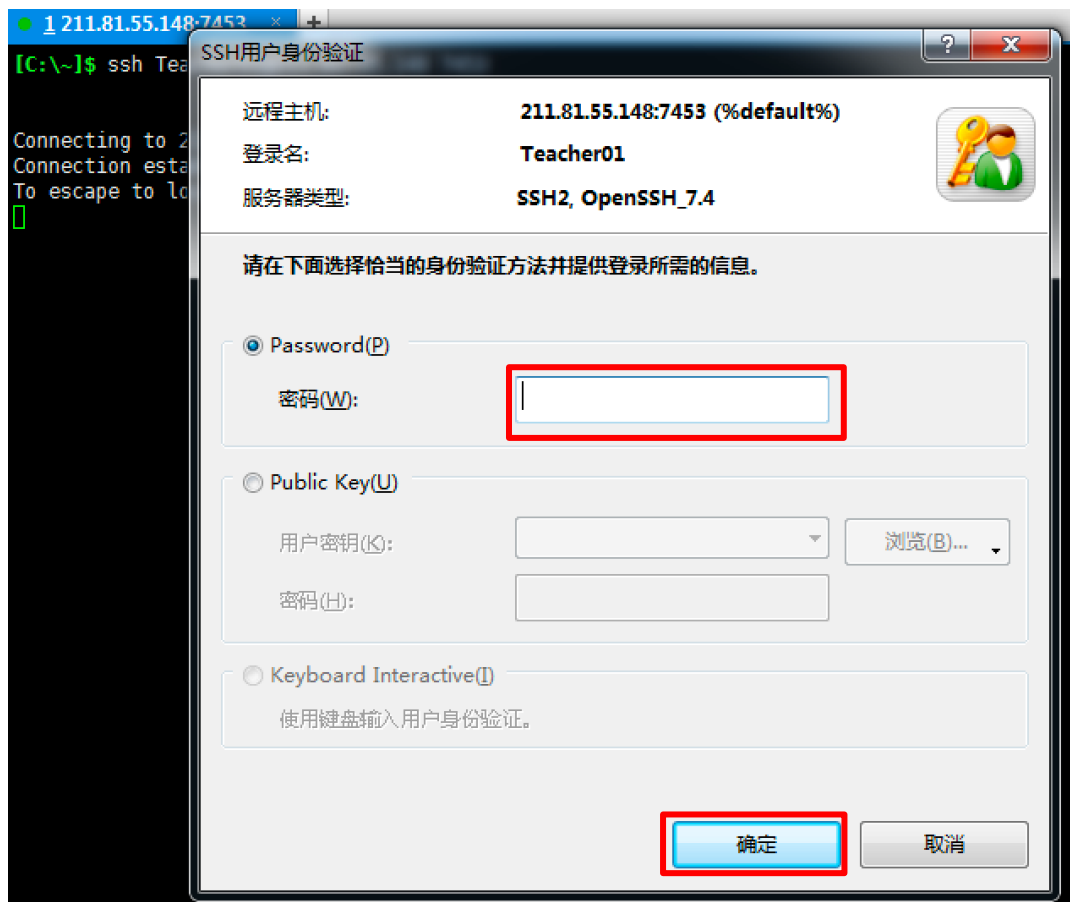 1 211.81.55.148:7453 × +
SSH用户身份验证
?
X
[C:\~]$ ssh Tea
远程主机:
211.81.55.148:7453 (%default%)
Connecting to 2
登录名:
Teacher01
Connection esta
To escape to lo
服务器类型:
SSH2, OpenSSH_7.4
请在下面选择恰当的身份验证方法并提供登录所需的信息。
Password(P)
密码(W):
Public Key(U)
用户密钥(K):
浏览(B)...
密码(H):
Keyboard Interactive(I)
使用键盘输入用户身份验证。
确定
取消